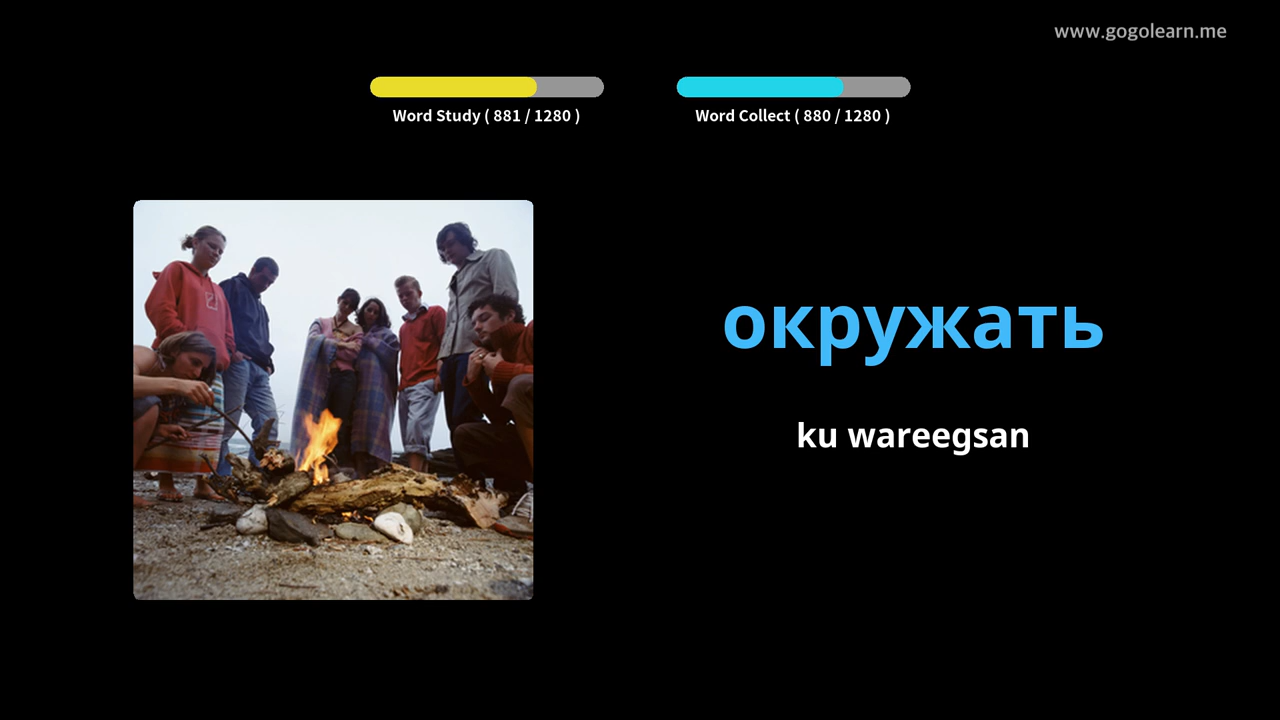 www.gogolearn.me
Word Study ( 881 / 1280 )
Word Collect ( 880 / 1280 )
окружать
ku wareegsan